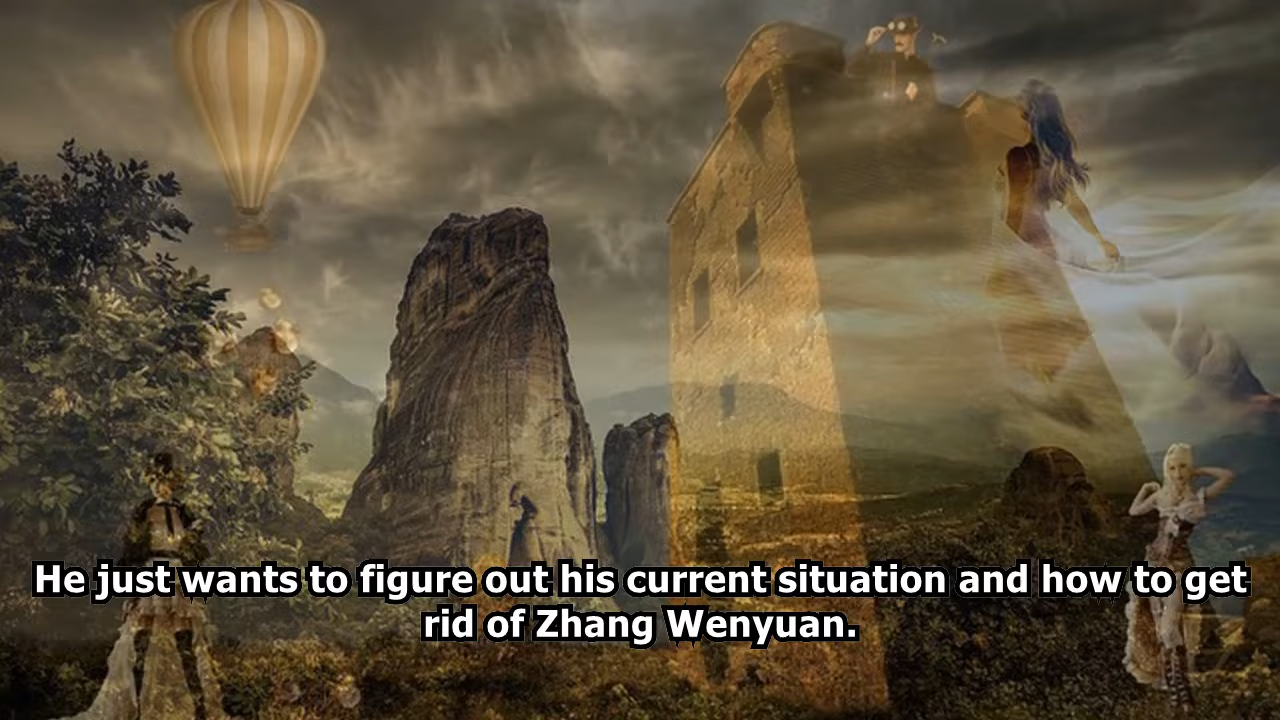 He just wants to figure out his current situation and how to get
rid of Zhang Wenyuan.